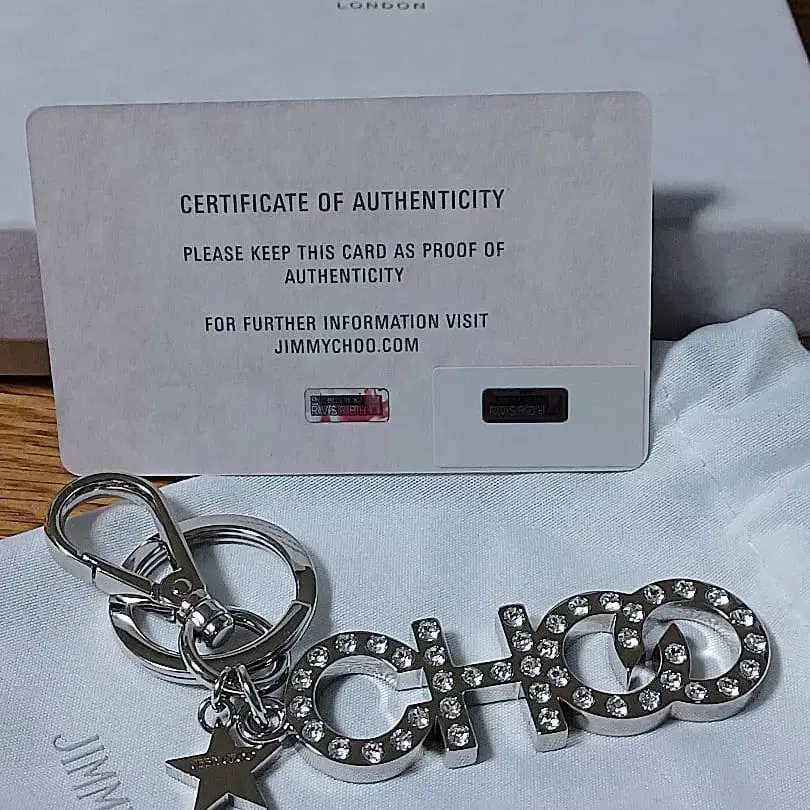 LONDON
CERTIFICATE OF AUTHENTICITY
PLEASE KEEP THIS CARD AS PROOF OF
AUTHENTICITY
FOR FURTHER INFORMATION VISIT
JIMMYCHOO.COM
CHOO
JIMM